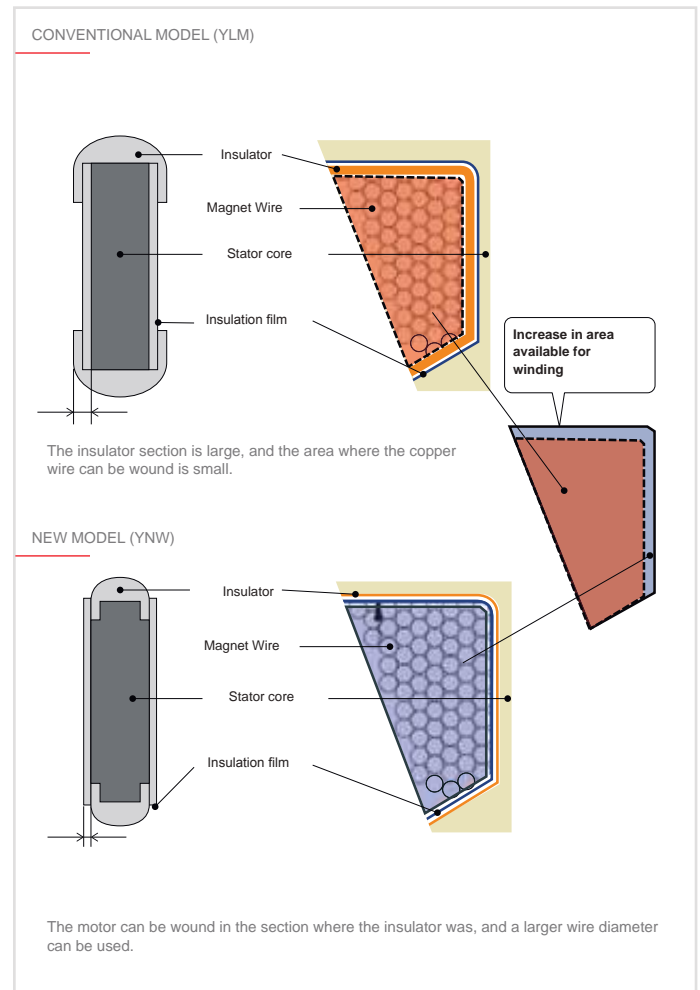 CONVENTIONAL MODEL (YLM)
Insulator
Magnet Wire
Stator core
Insulation film
Increase in area
available for
winding
The insulator section is large, and the area where the copper
wire can be wound is small.
NEW MODEL (YNW)
Insulator
Magnet Wire
Stator core
Insulation film
The motor can be wound in the section where the insulator was, and a larger wire diameter
can be used.